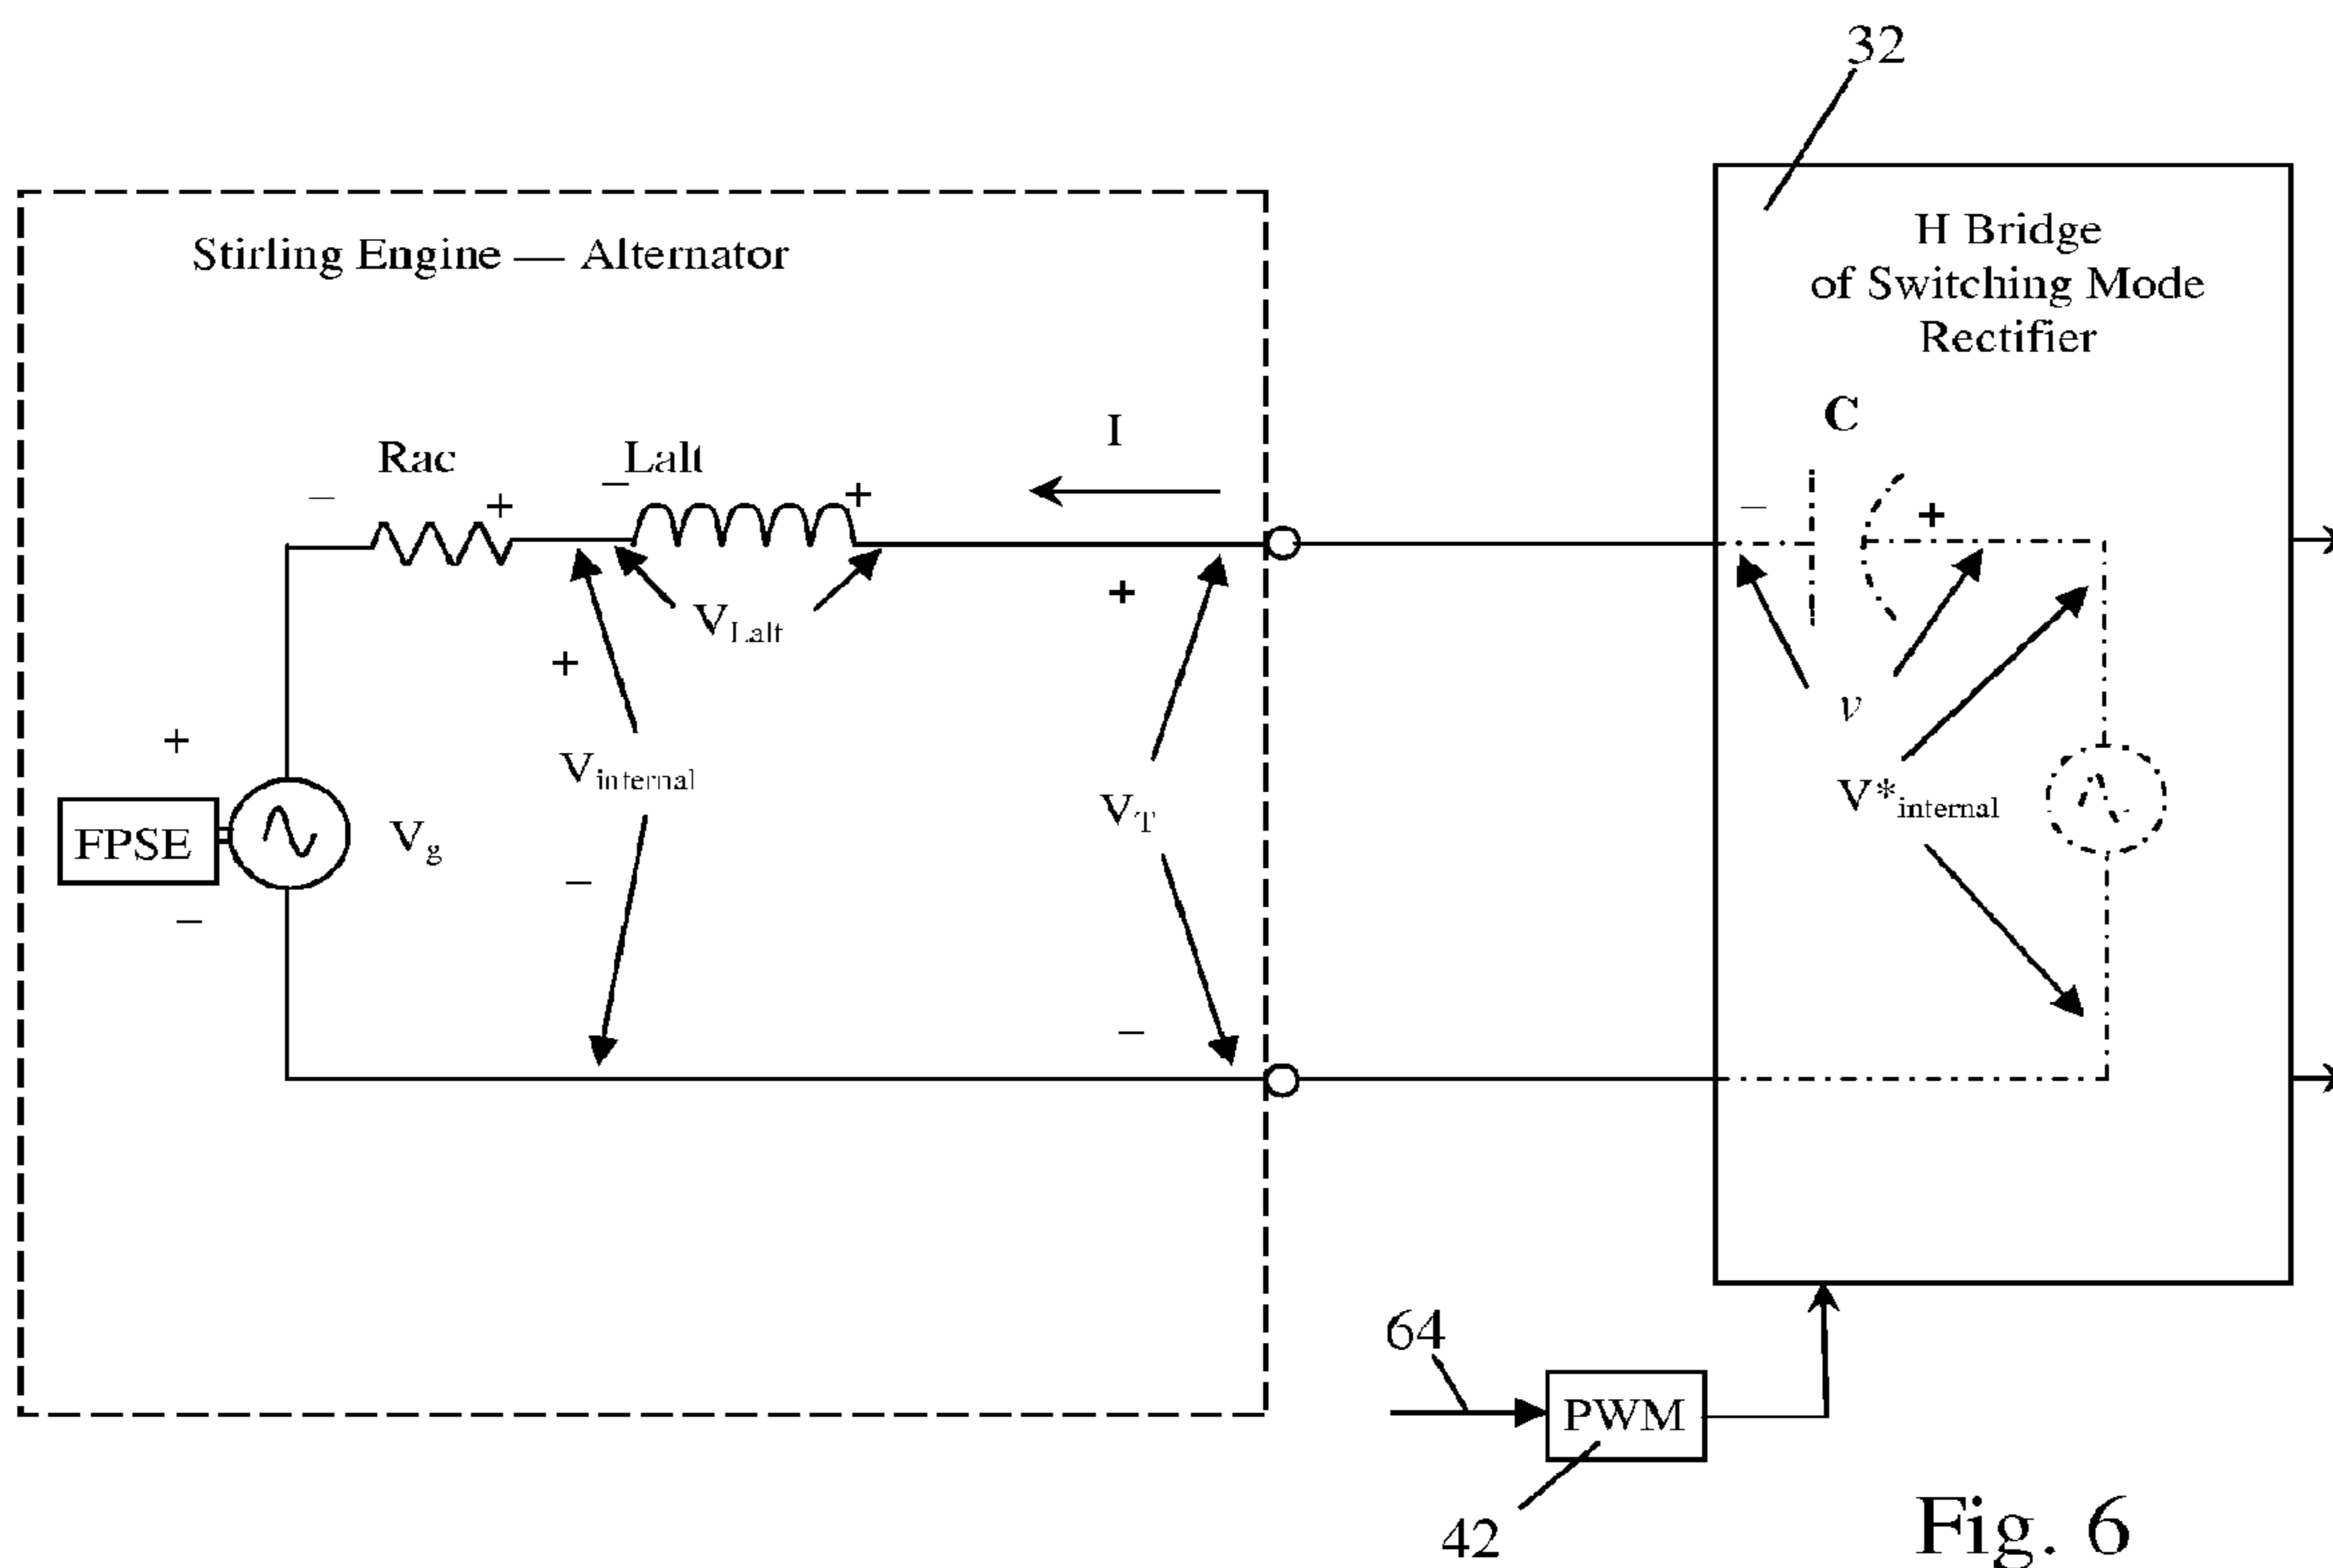 32
Stirling Engine — Alternator
H Bridge
of Switching Mode
Rectifier
C
I
Rac
Lalt
− + − +
− +
V_Lalt
+
+
ν
+
V_internal
V*_internal
V_T
FPSE
V_g
−
−
−
64
PWM
42
Fig. 6